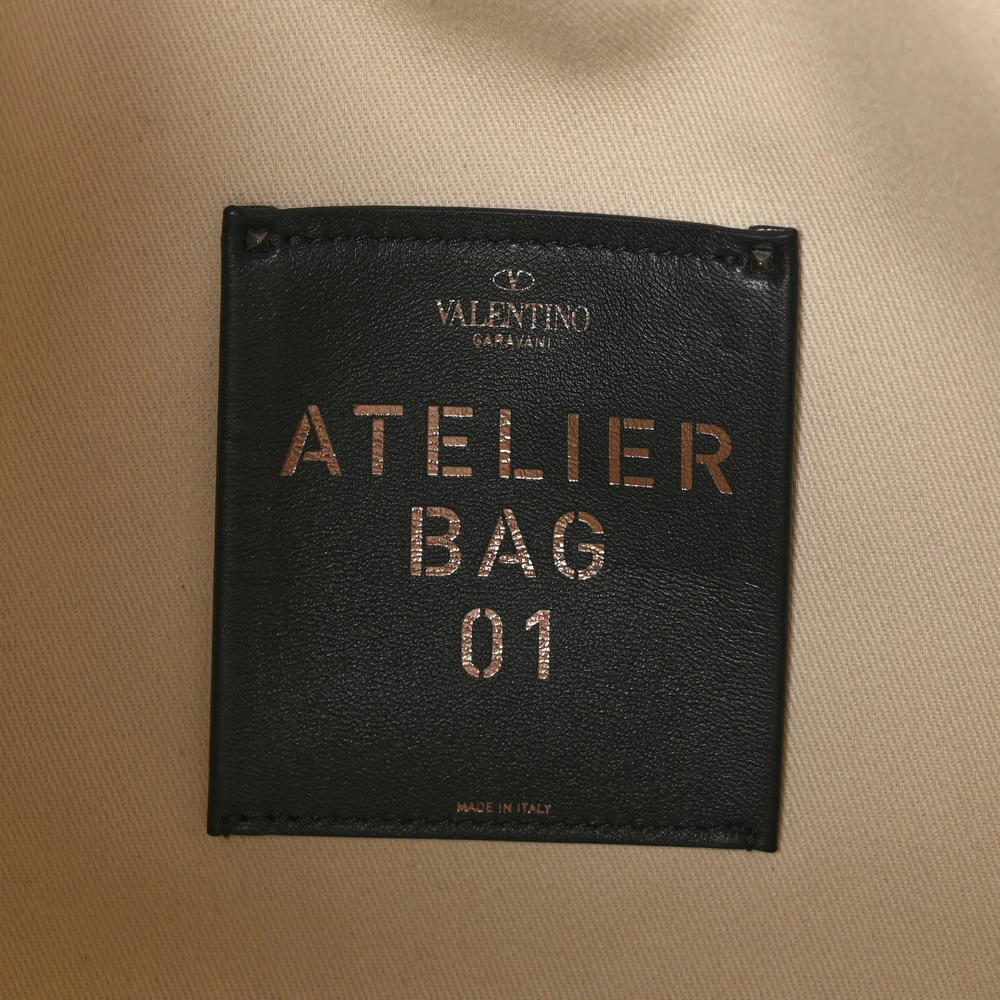 VALENTINO
GARAVANI
ATELIER
BAG
01
MADE IN ITALY